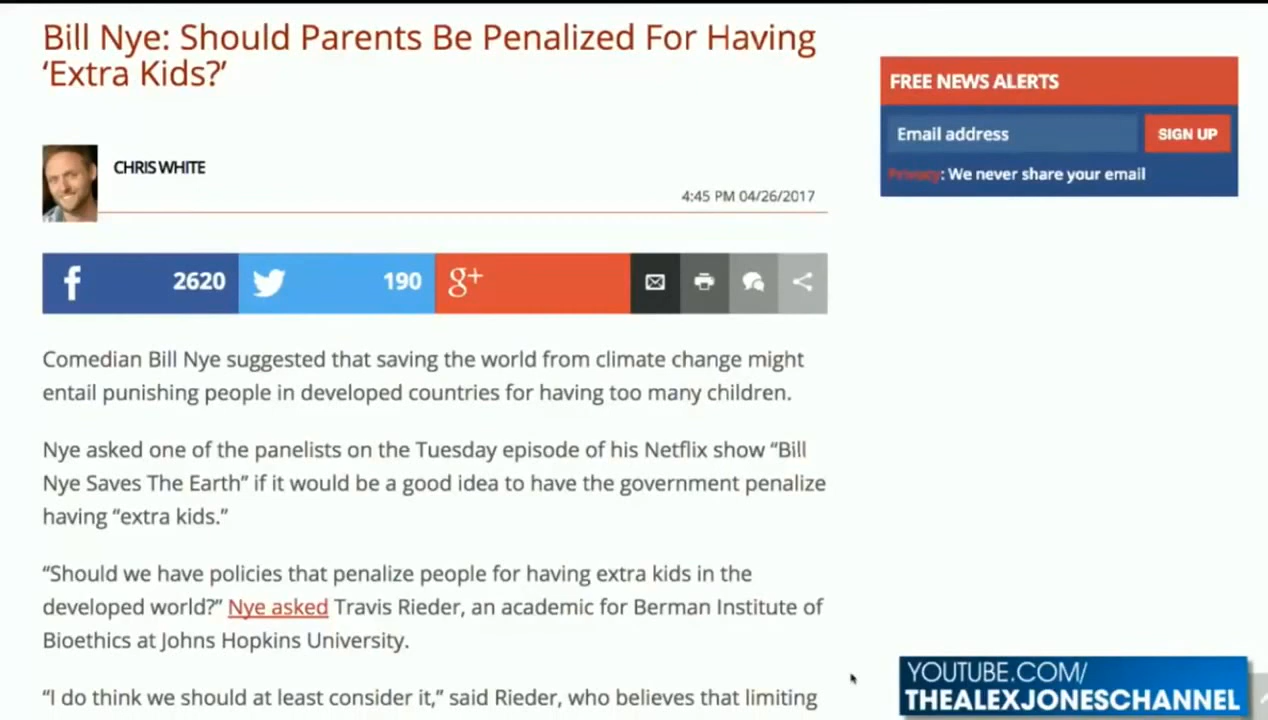 Bill Nye: Should Parents Be Penalized For Having
‘Extra Kids?’
CHRIS WHITE
4:45 PM 04/26/2017
2620
190
g+
Comedian Bill Nye suggested that saving the world from climate change might
entail punishing people in developed countries for having too many children.
Nye asked one of the panelists on the Tuesday episode of his Netflix show “Bill
Nye Saves The Earth” if it would be a good idea to have the government penalize
having “extra kids.”
“Should we have policies that penalize people for having extra kids in the
developed world?” Nye asked Travis Rieder, an academic for Berman Institute of
Bioethics at Johns Hopkins University.
“I do think we should at least consider it,” said Rieder, who believes that limiting
FREE NEWS ALERTS
Email address
SIGN UP
Privacy: We never share your email
YOUTUBE.COM/
THEALEXJONESCHANNEL